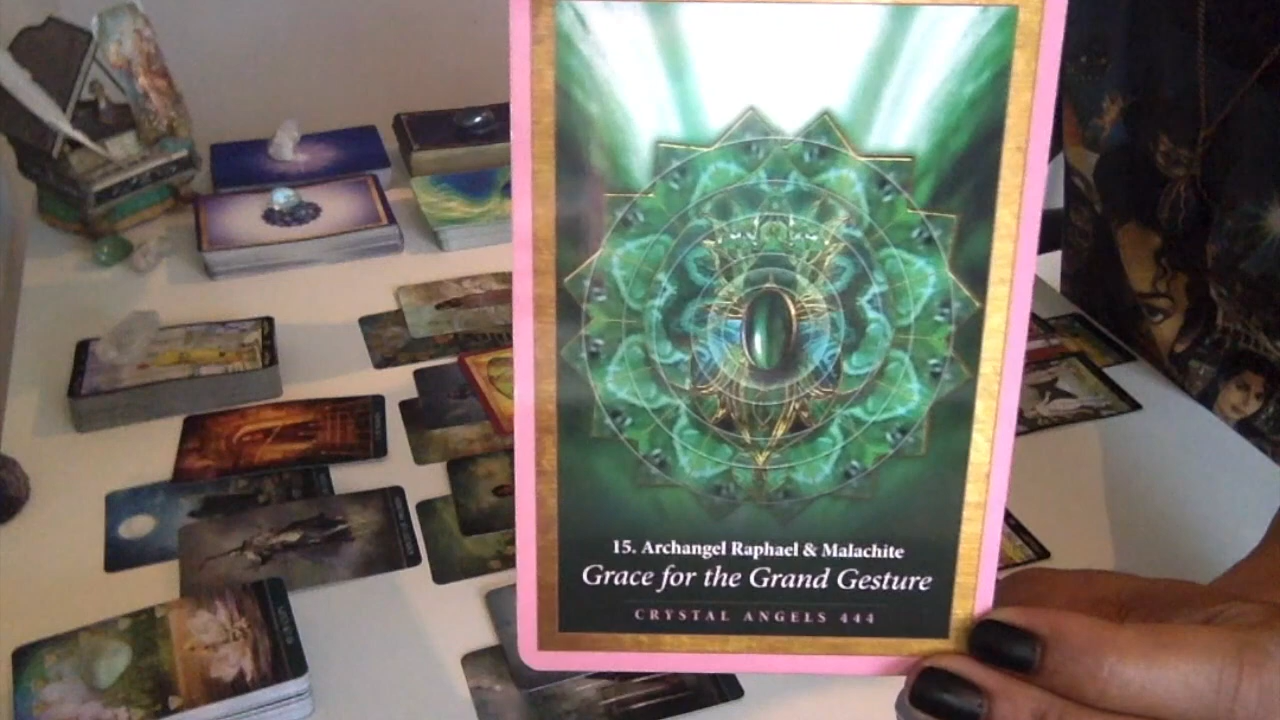 15. Archangel Raphael & Malachite
Grace for the Grand Gesture
CRYSTAL ANGELS 444